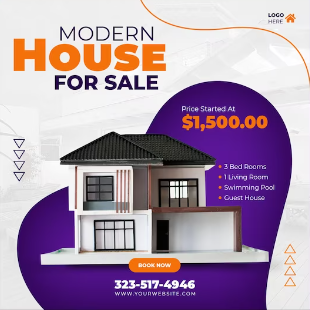 LOGO
HERE
MODERN
HOUSE
FOR SALE
Price Started At
$1,500.00
3 Bed Rooms
1 Living Room
Swimming Pool
Guest House
BOOK NOW
323-517-4946
WWW.YOURWEBSITE.COM